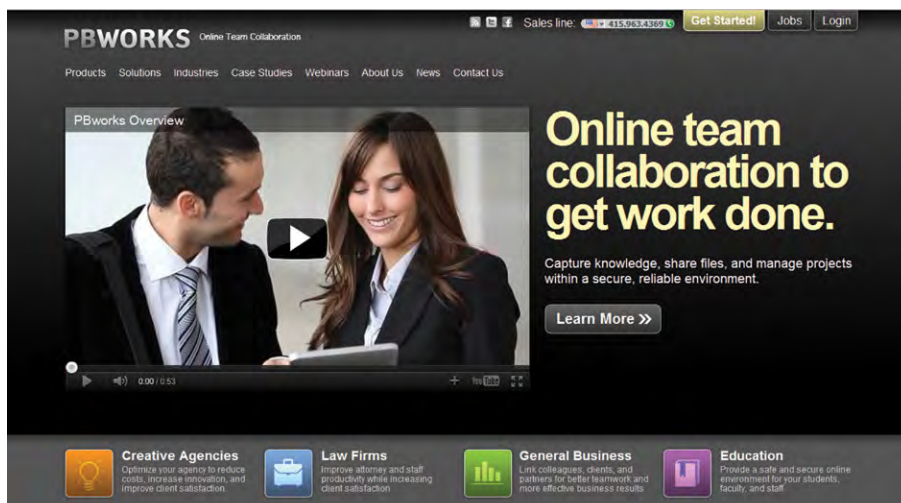 Sales line: 415.963.4369 Get Started! Jobs Login
PBWORKS Online Team Collaboration
Products Solutions Industries Case Studies Webinars About Us News Contact Us
PBworks Overview
Online team
collaboration to
get work done.
Capture knowledge, share files, and manage projects
within a secure, reliable environment.
Learn More »
0:00 / 0:53 YouTube
Creative Agencies
Optimize your agency to reduce
costs, increase innovation, and
improve client satisfaction.
Law Firms
Improve attorney and staff
productivity while increasing
client satisfaction
General Business
Link colleagues, clients, and
partners for better teamwork and
more effective business results
Education
Provide a safe and secure online
environment for your students,
faculty, and staff